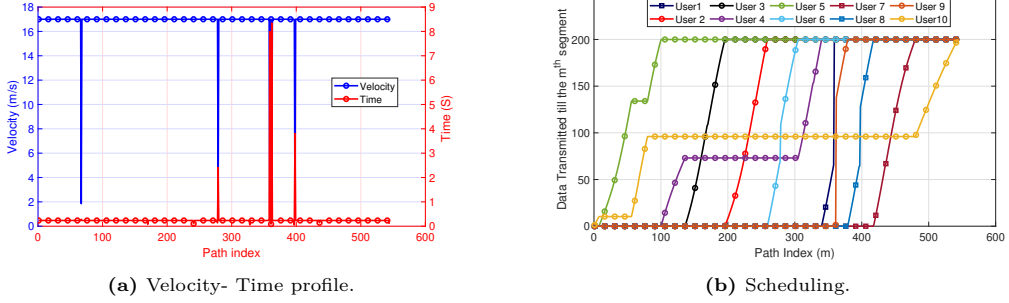 18
16
14
12
10
8
6
4
2
0
Velocity (m/s)
9
8
7
6
5
4
3
2
1
0
Time (S)
Velocity
Time
0 100 200 300 400 500 600
Path index
(a) Velocity- Time profile.
User1 User 3 User 5 User 7 User 9
User 2 User 4 User 6 User 8 User10
200
150
100
50
0
Data Transmitted till the mth segment
0 100 200 300 400 500 600
Path Index (m)
(b) Scheduling.